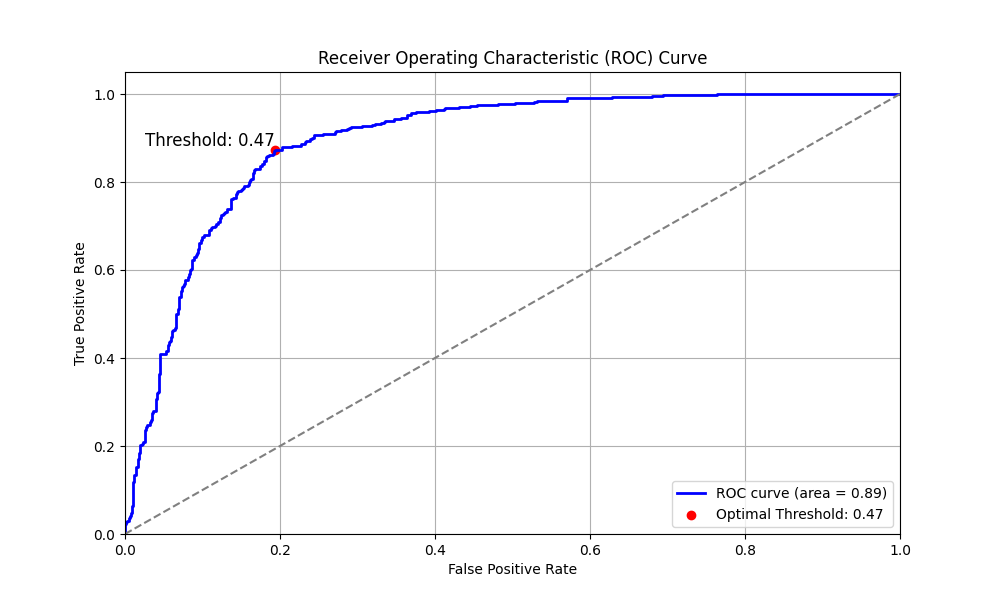 Receiver Operating Characteristic (ROC) Curve
True Positive Rate
1.0
0.8
0.6
0.4
0.2
0.0
Threshold: 0.47
ROC curve (area = 0.89)
Optimal Threshold: 0.47
0.0 0.2 0.4 0.6 0.8 1.0
False Positive Rate